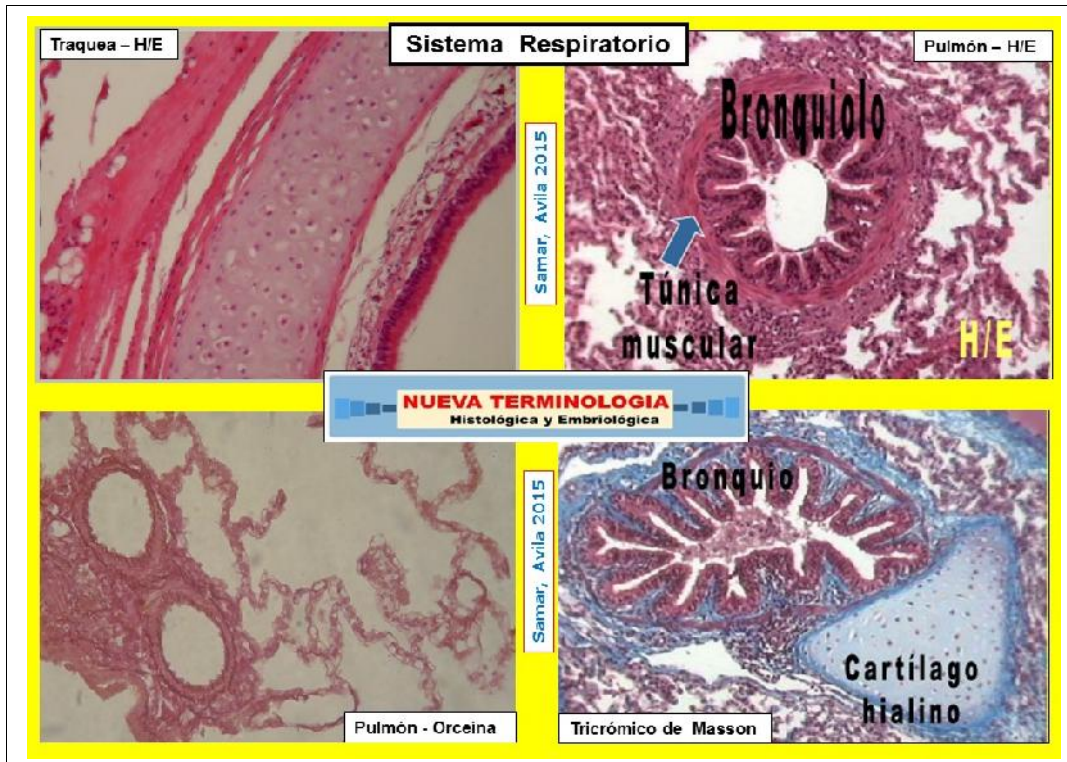 Traquea – H/E
Sistema Respiratorio
Pulmón – H/E
Bronquiolo
Samar, Avila 2015
Túnica
muscular
H/E
NUEVA TERMINOLOGIA
Histológica y Embriológica
Bronquio
Samar, Avila 2015
Cartílago
hialino
Pulmón - Orceina
Tricrómico de Masson